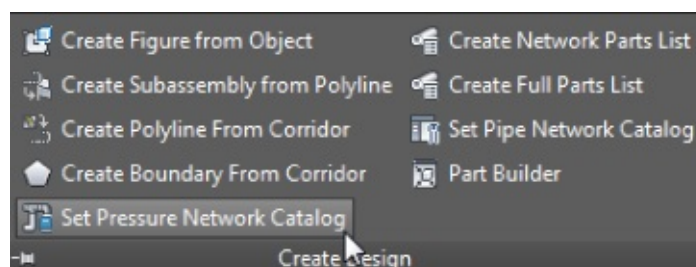 Create Figure from Object
Create Subassembly from Polyline
Create Polyline From Corridor
Create Boundary From Corridor
Set Pressure Network Catalog
Create Network Parts List
Create Full Parts List
Set Pipe Network Catalog
Part Builder
Create Design